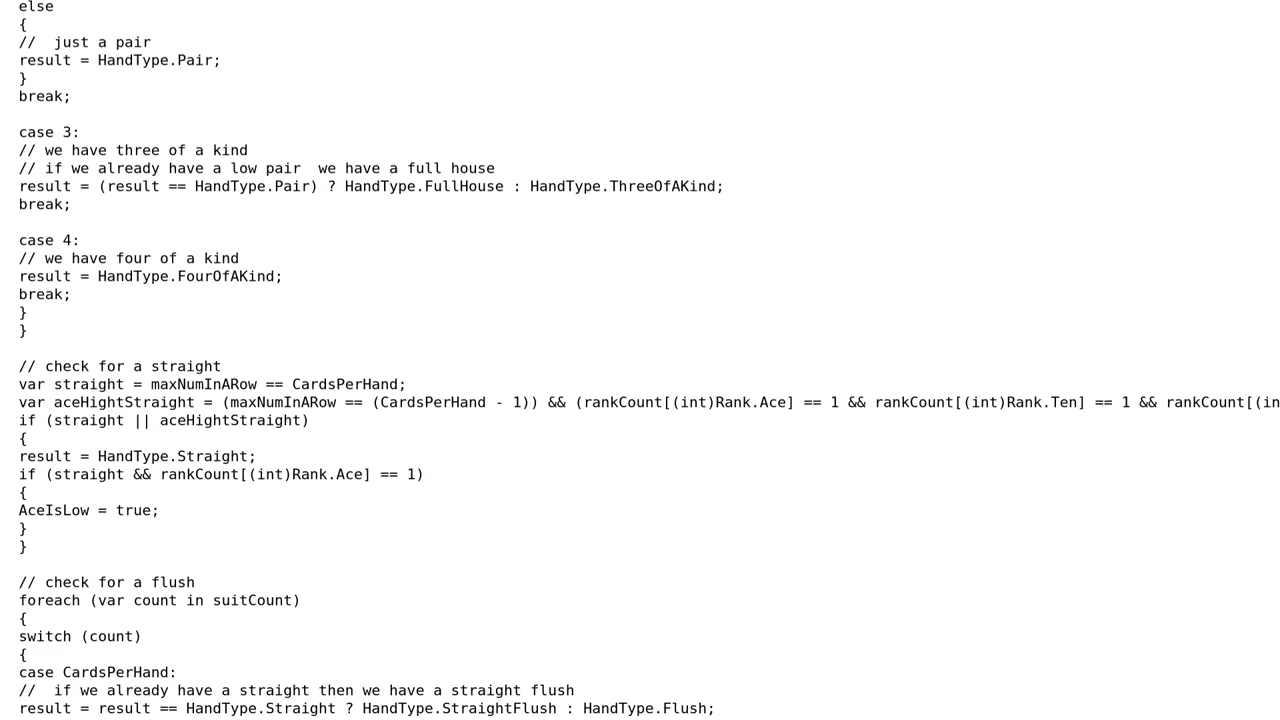 else
{
//  just a pair
result = HandType.Pair;
}
break;

case 3:
// we have three of a kind
// if we already have a low pair  we have a full house
result = (result == HandType.Pair) ? HandType.FullHouse : HandType.ThreeOfAKind;
break;

case 4:
// we have four of a kind
result = HandType.FourOfAKind;
break;
}
}

// check for a straight
var straight = maxNumInARow == CardsPerHand;
var aceHightStraight = (maxNumInARow == (CardsPerHand - 1)) && (rankCount[(int)Rank.Ace] == 1 && rankCount[(int)Rank.Ten] == 1 && rankCount[(in
if (straight || aceHightStraight)
{
result = HandType.Straight;
if (straight && rankCount[(int)Rank.Ace] == 1)
{
AceIsLow = true;
}
}

// check for a flush
foreach (var count in suitCount)
{
switch (count)
{
case CardsPerHand:
//  if we already have a straight then we have a straight flush
result = result == HandType.Straight ? HandType.StraightFlush : HandType.Flush;